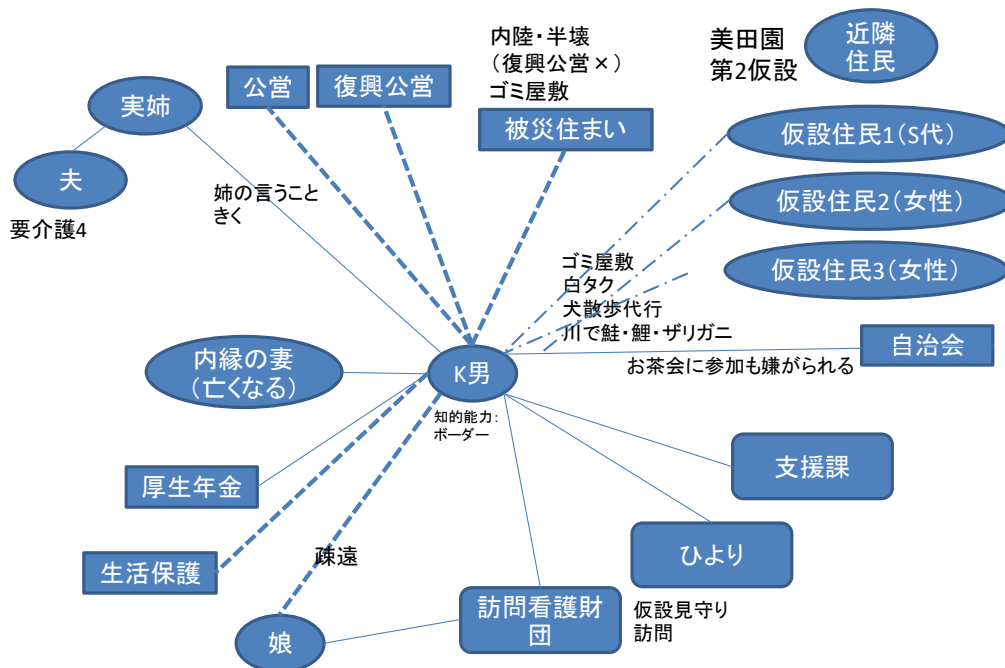 内陸・半壊
(復興公営×)
ゴミ屋敷
美田園
第2仮設
近隣
住民
公営
復興公営
実姉
被災住まい
仮設住民1(S代)
夫
姉の言うこと
きく
仮設住民2(女性)
要介護4
仮設住民3(女性)
ゴミ屋敷
白タク
犬散歩代行
川で鮭・鯉・ザリガニ
自治会
内縁の妻
(亡くなる)
K男
お茶会に参加も嫌がられる
知的能力:
ボーダー
支援課
厚生年金
ひより
疎遠
生活保護
訪問看護財
団
仮設見守り
訪問
娘